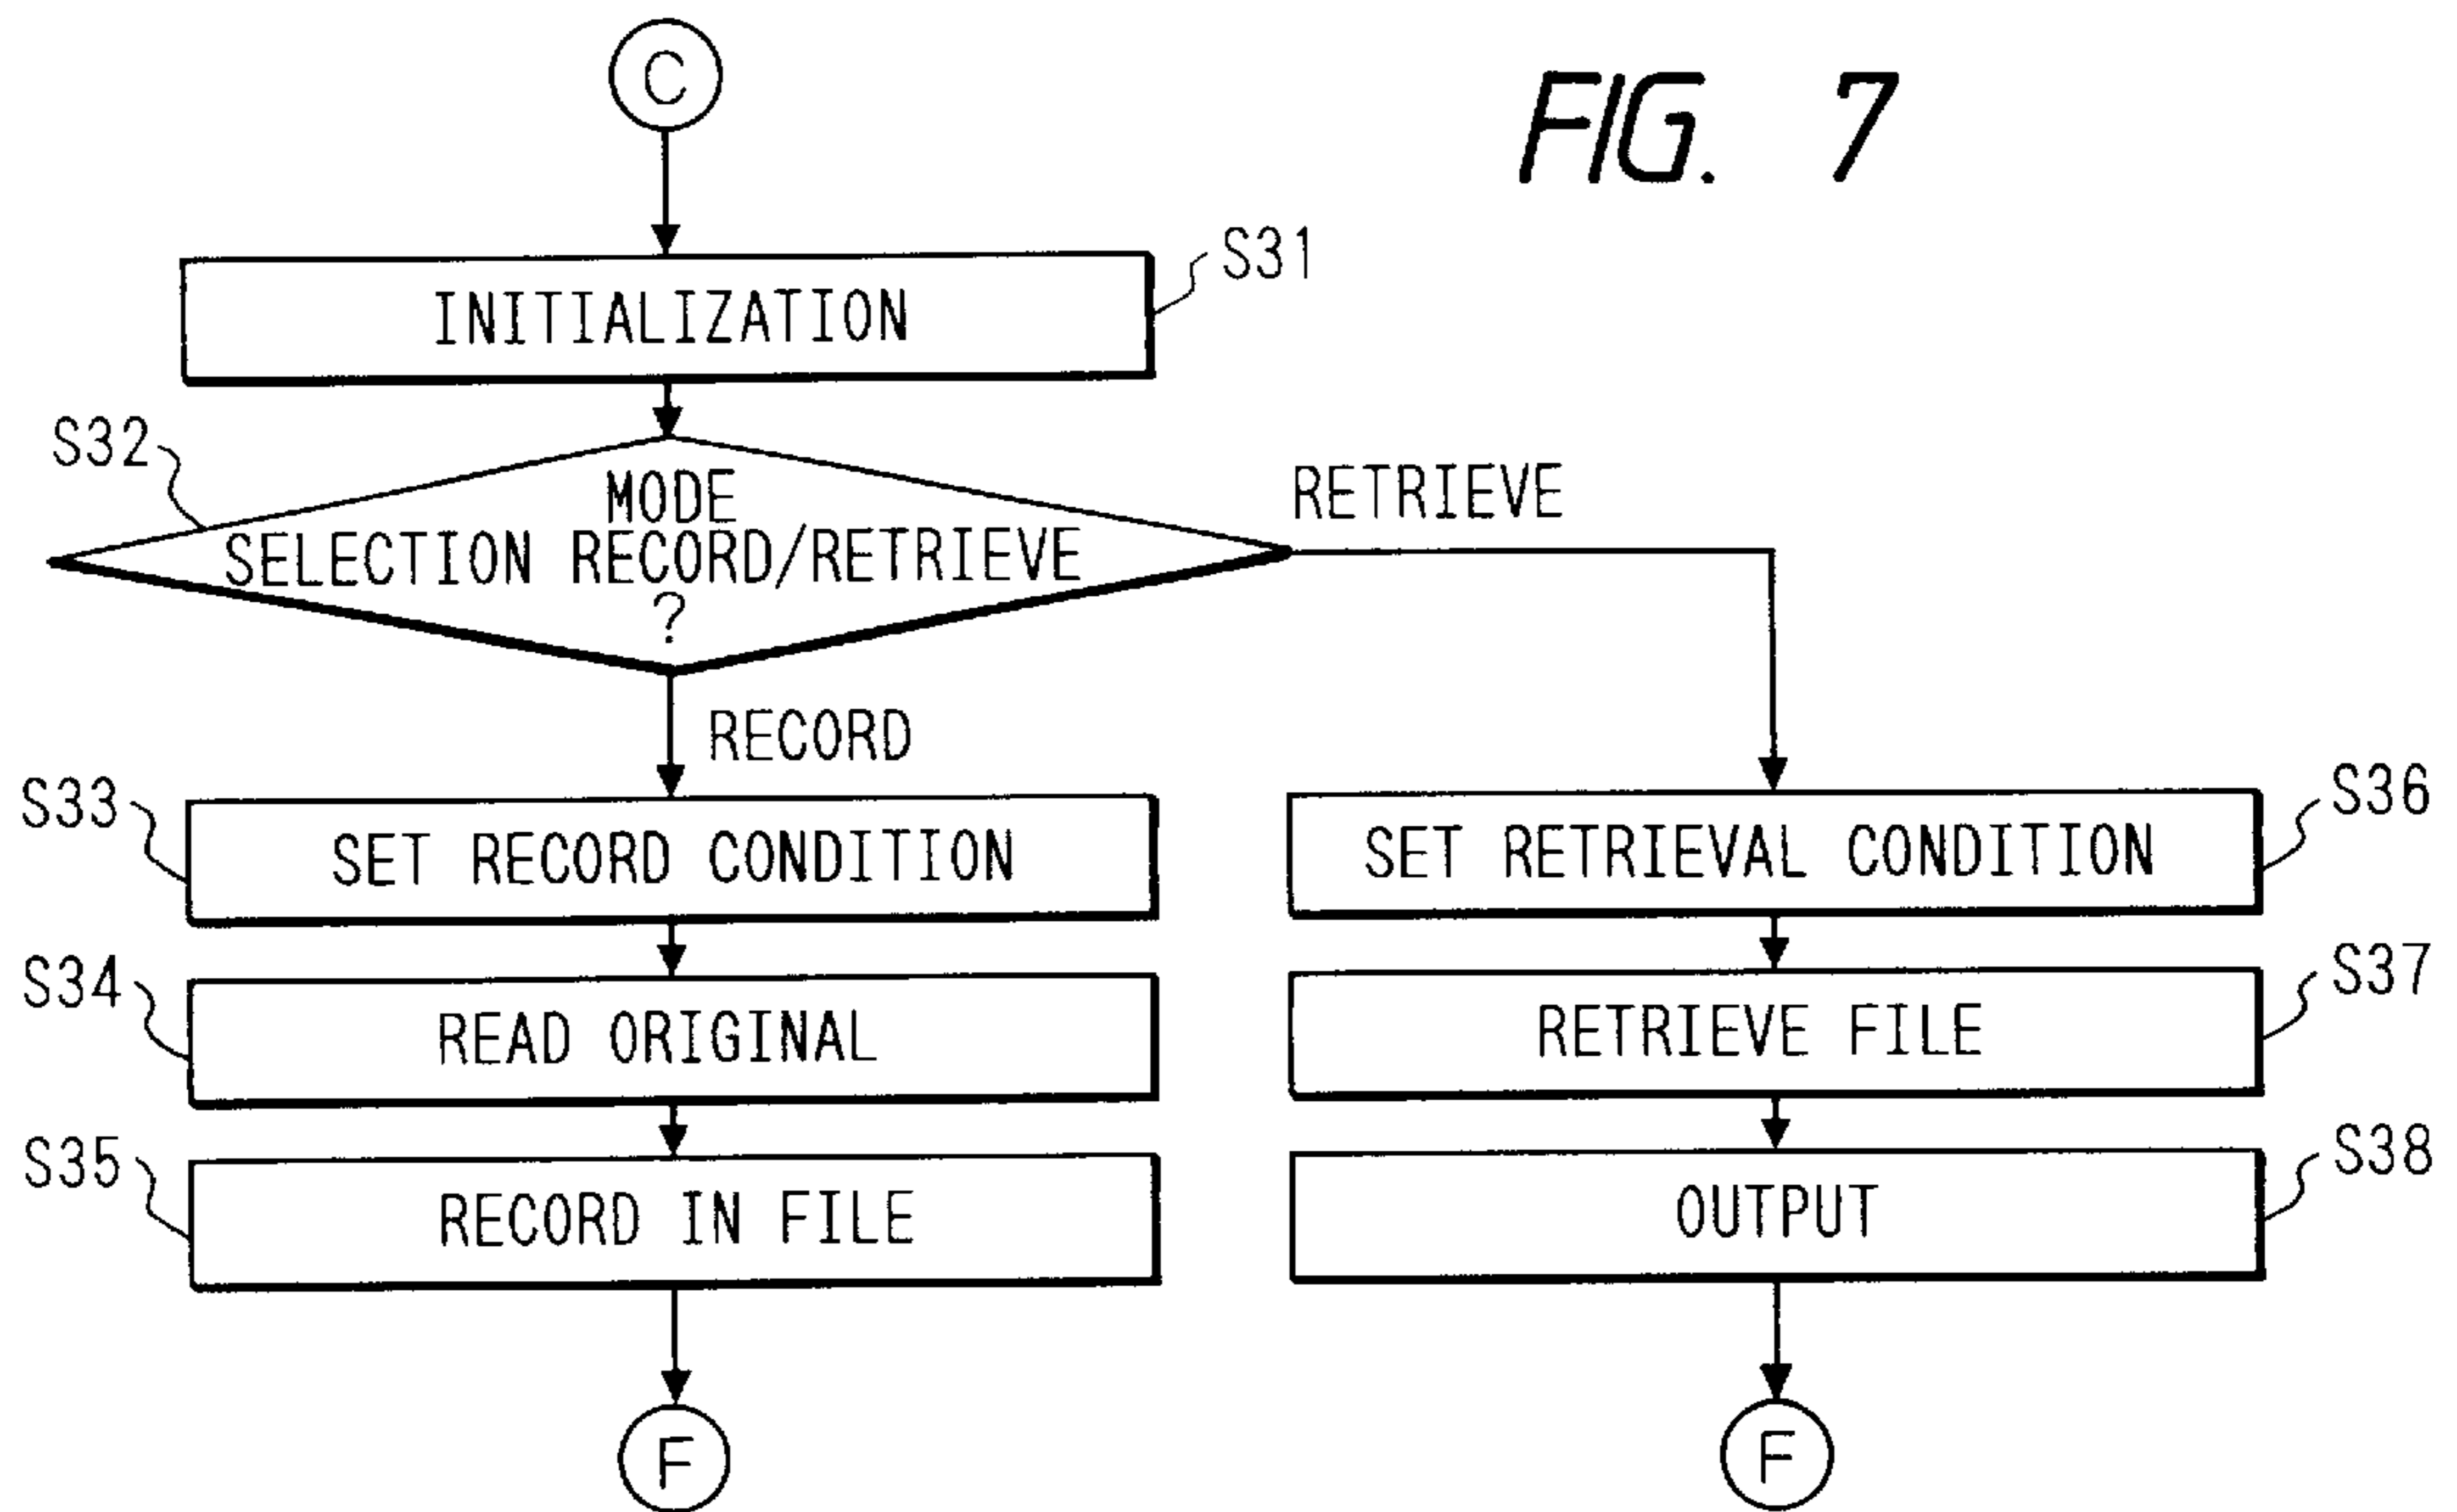 C
FIG. 7
S31
INITIALIZATION
S32
MODE
SELECTION RECORD/RETRIEVE
?
RETRIEVE
RECORD
S33
SET RECORD CONDITION
S36
SET RETRIEVAL CONDITION
S34
READ ORIGINAL
S37
RETRIEVE FILE
S35
RECORD IN FILE
S38
OUTPUT
F
F